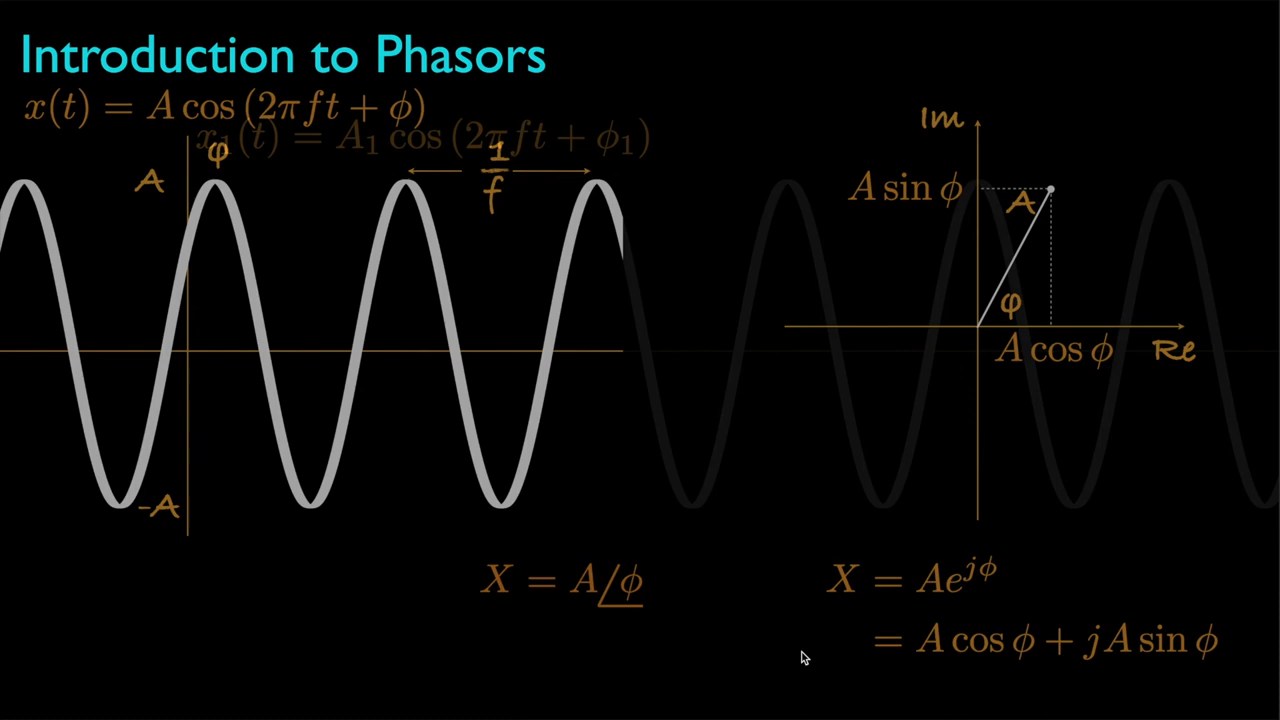 Introduction to Phasors
x(t) = A cos (2πft + ϕ)
x₁(t) = A₁ cos (2πft + ϕ₁)
φ
A
1
f
-A
Im
A sin ϕ
A
φ
A cos ϕ
Re
X = A/ϕ
X = Ae^{jϕ}
= A cos ϕ + jA sin ϕ